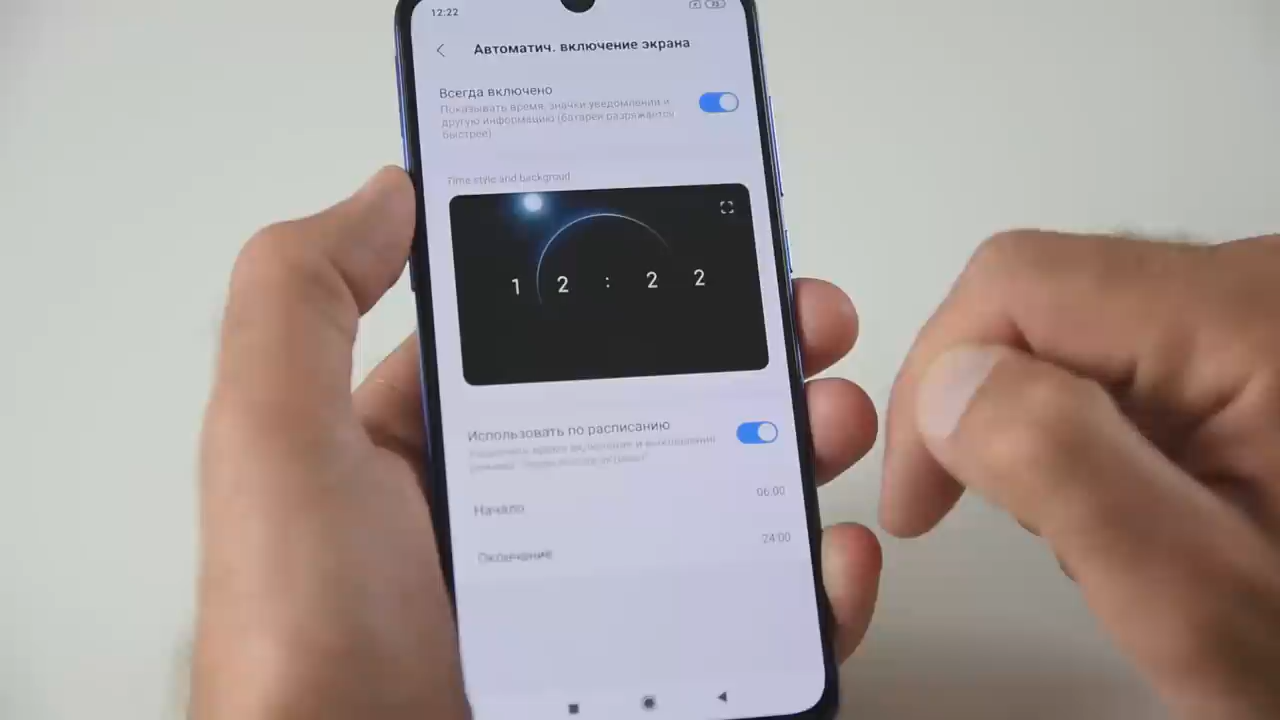 12:22
Автоматич. включение экрана
Всегда включено
Показывать время, значки уведомлений и
другую информацию (батарея разряжается
быстрее)
Time style and backgroud
1 2 : 2 2
Использовать по расписанию
Начало
06:00
Окончание
24:00